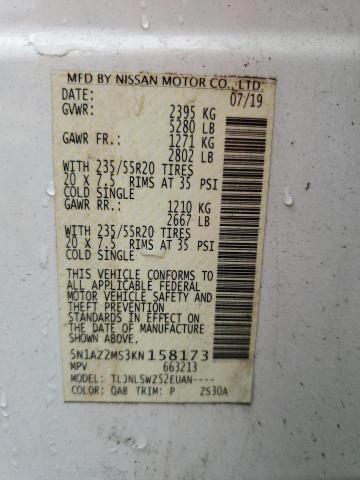 MFD BY NISSAN MOTOR CO., LTD.
DATE: 07/19
GVWR: 2395 KG
5280 LB
GAWR FR.: 1271 KG
2802 LB
WITH 235/55R20 TIRES
20 X 7.5 RIMS AT 35 PSI
COLD SINGLE
GAWR RR.: 1210 KG
2667 LB
WITH 235/55R20 TIRES
20 X 7.5 RIMS AT 35 PSI
COLD SINGLE
THIS VEHICLE CONFORMS TO
ALL APPLICABLE FEDERAL
MOTOR VEHICLE SAFETY AND
THEFT PREVENTION
STANDARDS IN EFFECT ON
THE DATE OF MANUFACTURE
SHOWN ABOVE.
5N1AZ2MS3KN158173
MPV 663213
MODEL: TLJNLSWZ52EUAN----
COLOR: QAB TRIM: P ZS30A